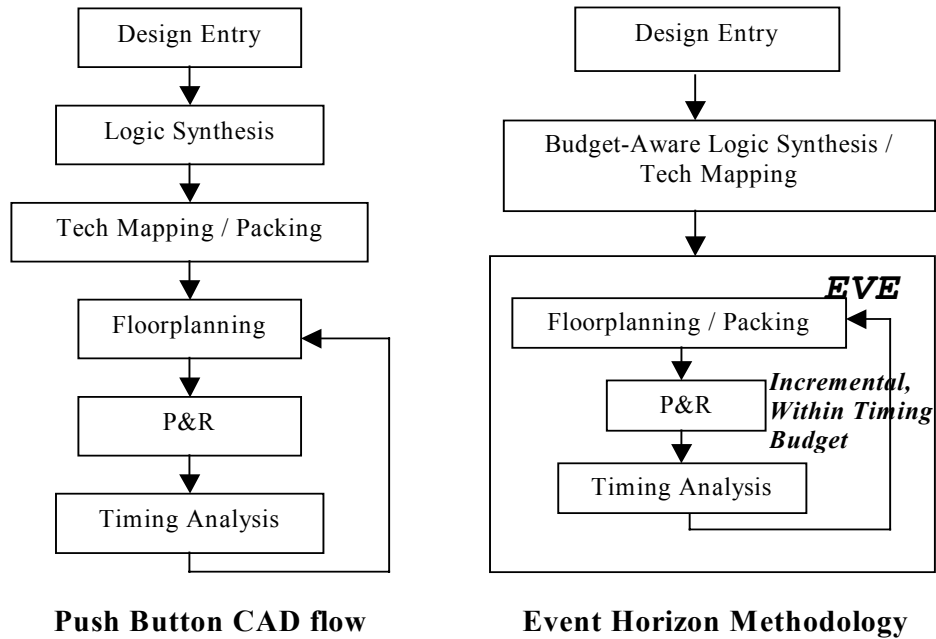 Design Entry
Logic Synthesis
Tech Mapping / Packing
Floorplanning
P&R
Timing Analysis
Push Button CAD flow
Design Entry
Budget-Aware Logic Synthesis /
Tech Mapping
EVE
Floorplanning / Packing
P&R
Incremental,
Within Timing
Budget
Timing Analysis
Event Horizon Methodology